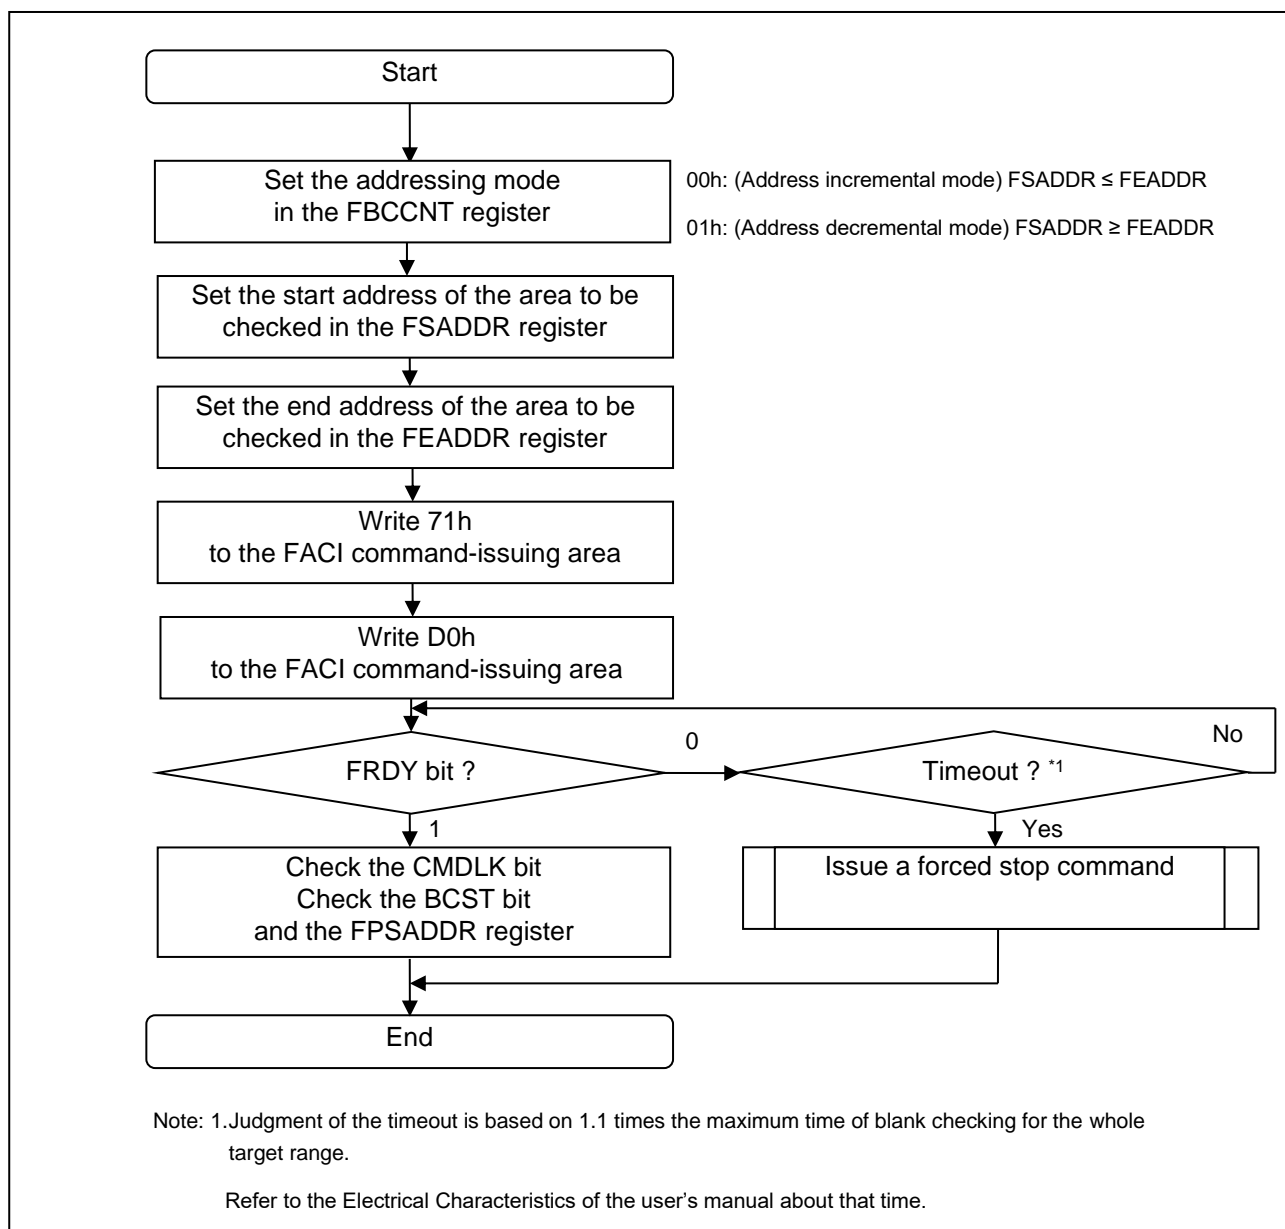 Start
Set the addressing mode
in the FBCCNT register
00h: (Address incremental mode) FSADDR ≤ FEADDR
01h: (Address decremental mode) FSADDR ≥ FEADDR
Set the start address of the area to be
checked in the FSADDR register
Set the end address of the area to be
checked in the FEADDR register
Write 71h
to the FACI command-issuing area
Write D0h
to the FACI command-issuing area
FRDY bit ?
0
Timeout ? *1
No
1
Yes
Check the CMDLK bit
Check the BCST bit
and the FPSADDR register
Issue a forced stop command
End
Note: 1.Judgment of the timeout is based on 1.1 times the maximum time of blank checking for the whole
target range.
Refer to the Electrical Characteristics of the user’s manual about that time.